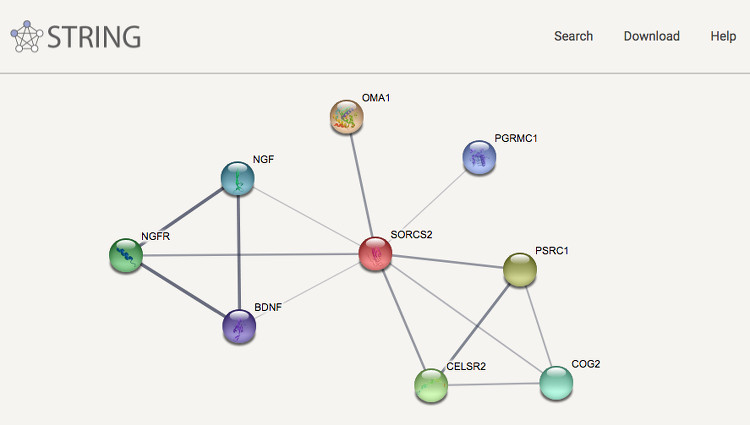 STRING
Search Download Help
OMA1
PGRMC1
NGF
NGFR
SORCS2
PSRC1
BDNF
CELSR2
COG2